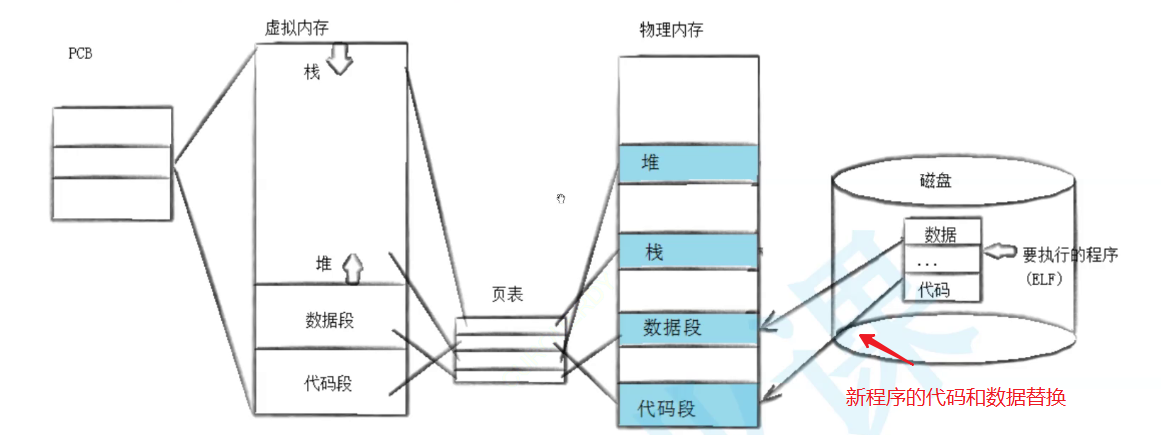 PCB
虚拟内存
栈
堆
数据段
代码段
页表
物理内存
堆
栈
数据段
代码段
磁盘
数据
...
代码
要执行的程序
(ELF)
新程序的代码和数据替换